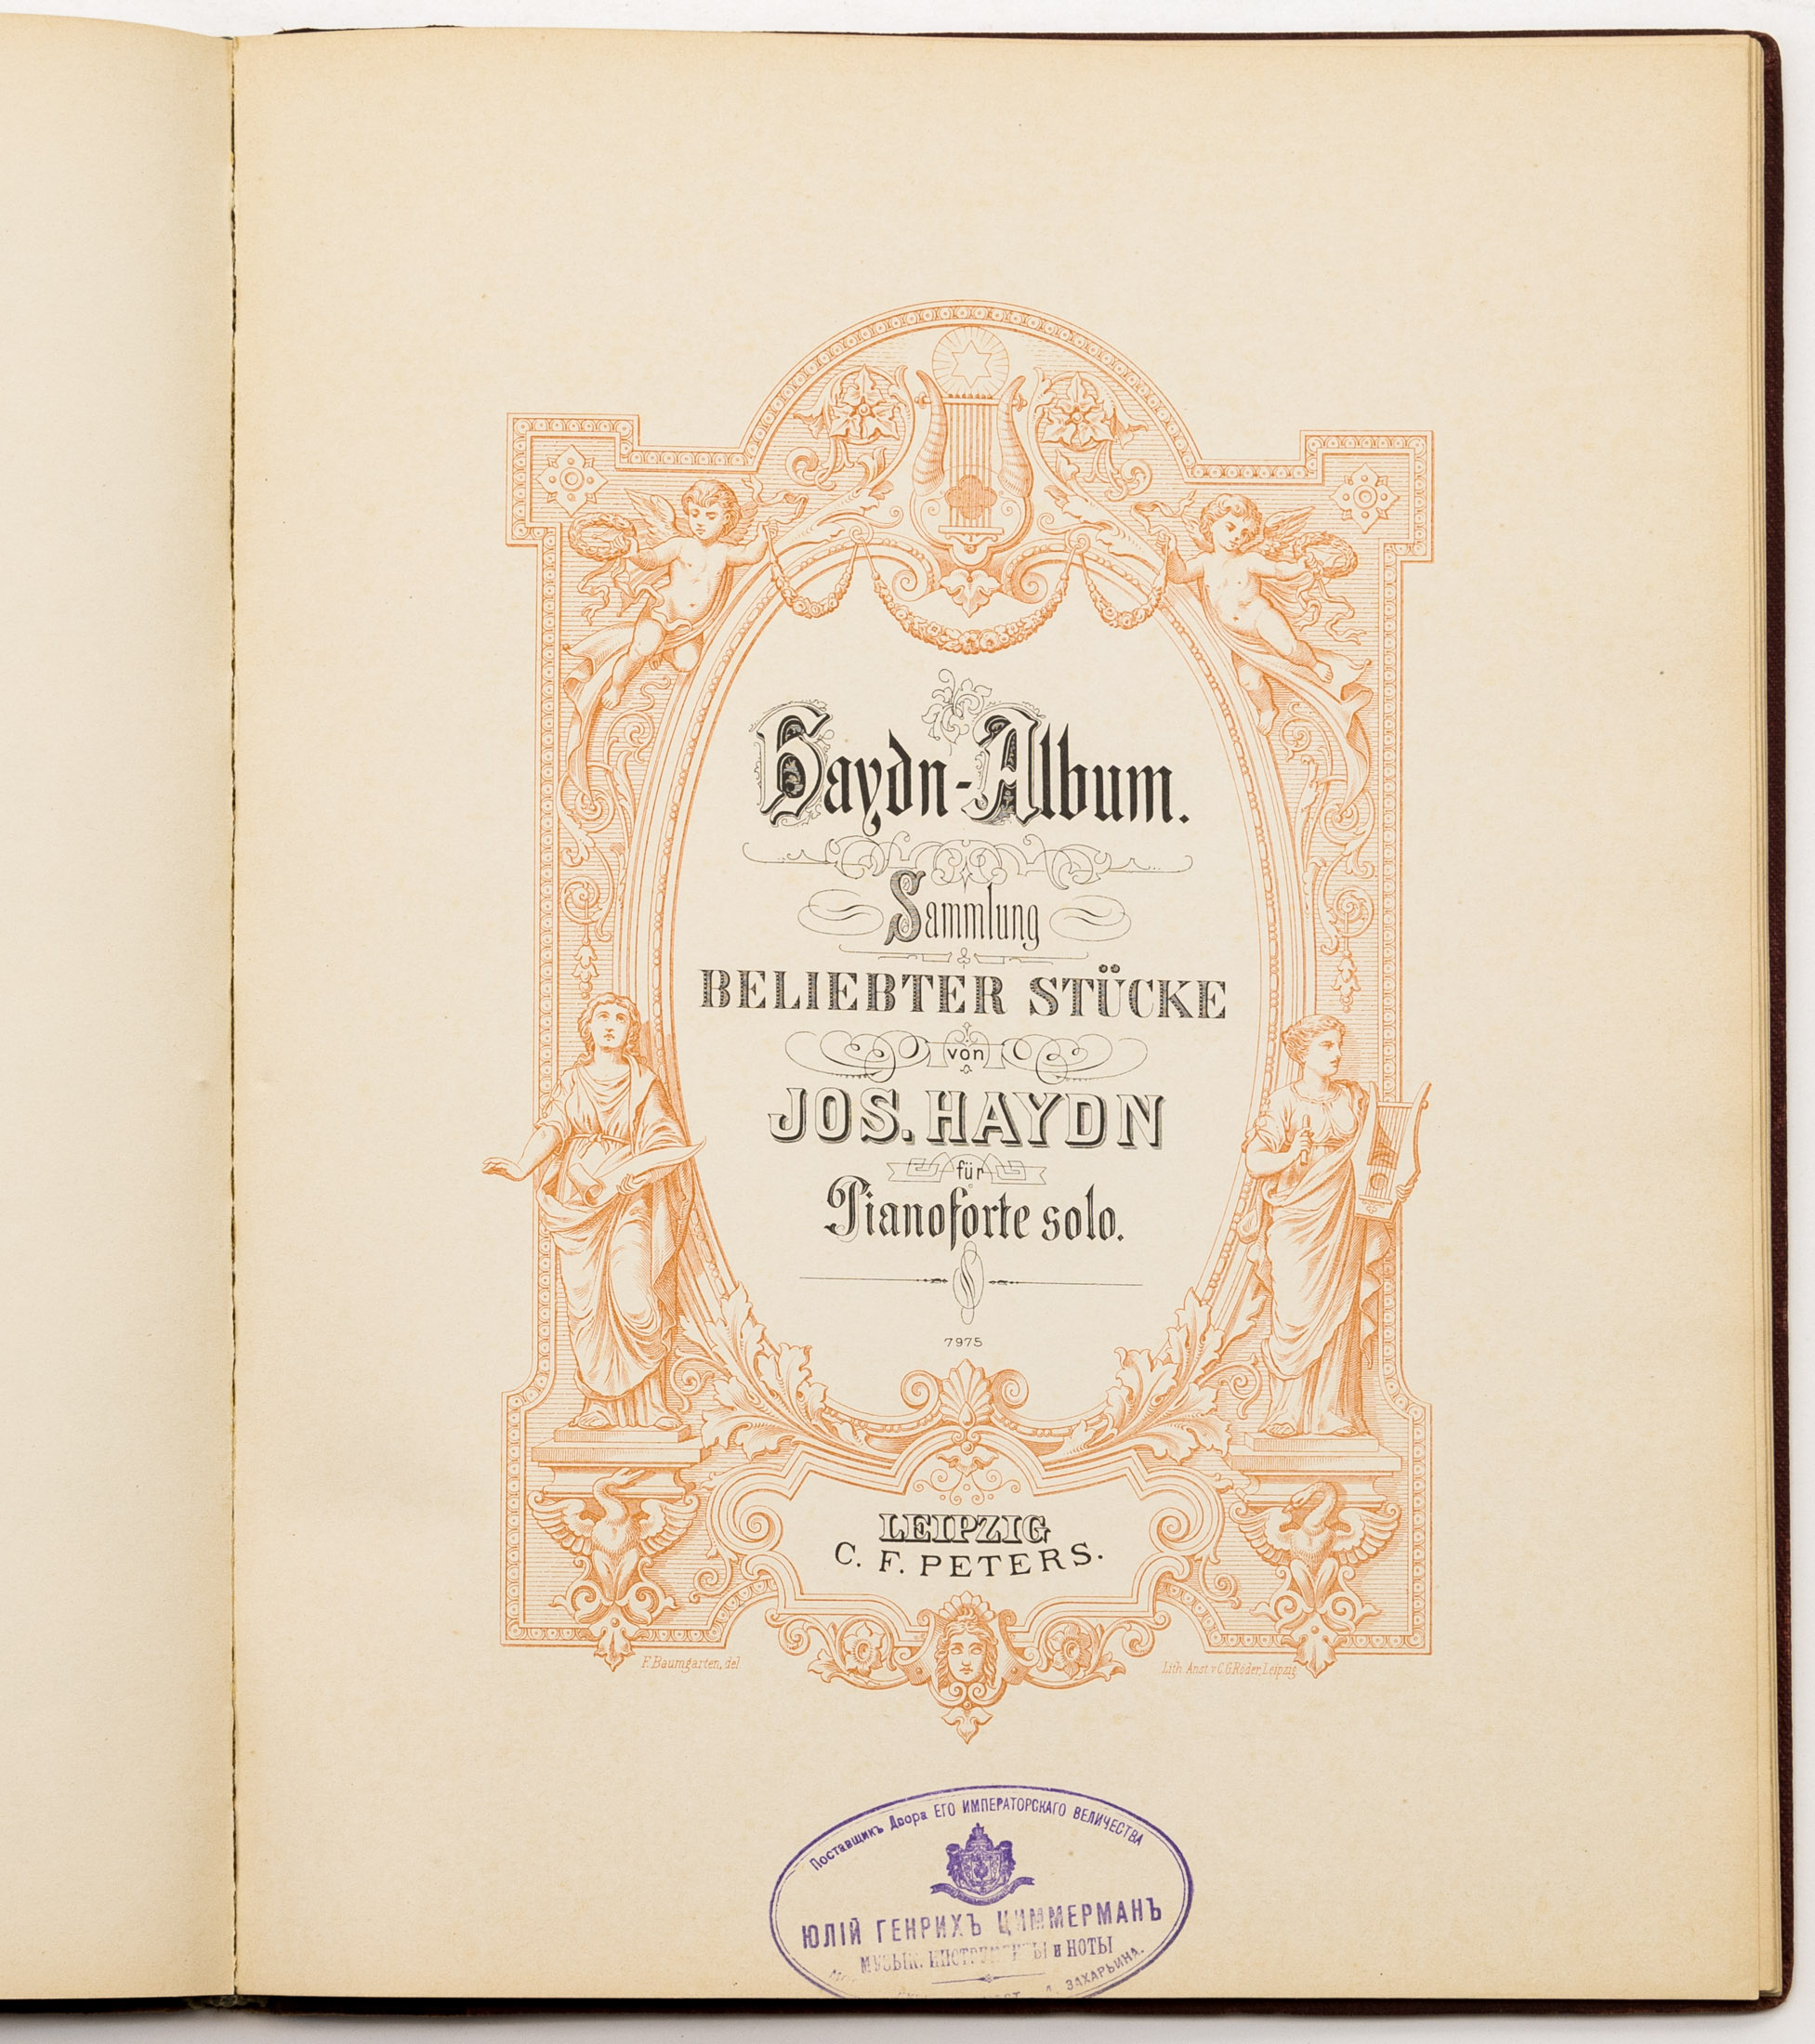 Haydn-Album.
Sammlung
BELIEBTER STÜCKE
von
JOS. HAYDN
für
Pianoforte solo.
7975
LEIPZIG
C. F. PETERS.
F. Baumgarten, del
Lith. Anst. v. C. G. Röder, Leipzig
Поставщикъ Двора ЕГО ИМПЕРАТОРСКАГО ВЕЛИЧЕСТВА
ЮЛІЙ ГЕНРИХЪ ЦИММЕРМАНЪ
МУЗЫК. ИНСТРУМЕНТЫ и НОТЫ
ЗАХАРЬИНА.